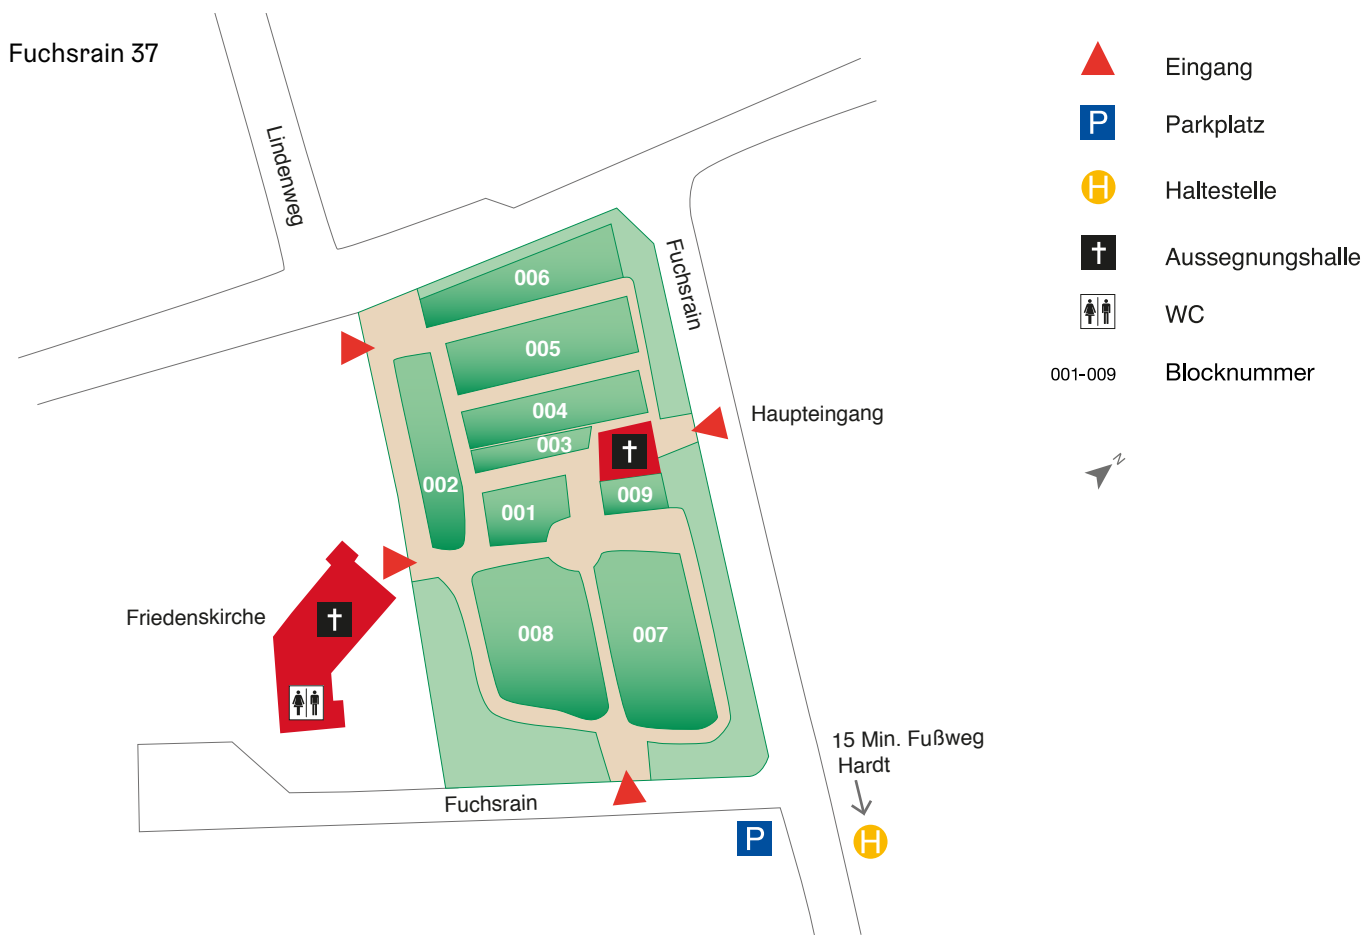 Fuchsrain 37
Lindenweg
Fuchsrain
Haupteingang
006
005
004
003
002
001
009
008
007
Friedenskirche
Fuchsrain
15 Min. Fußweg
Hardt
P
H
Eingang
P Parkplatz
H Haltestelle
Aussegnungshalle
WC
001-009 Blocknummer
N